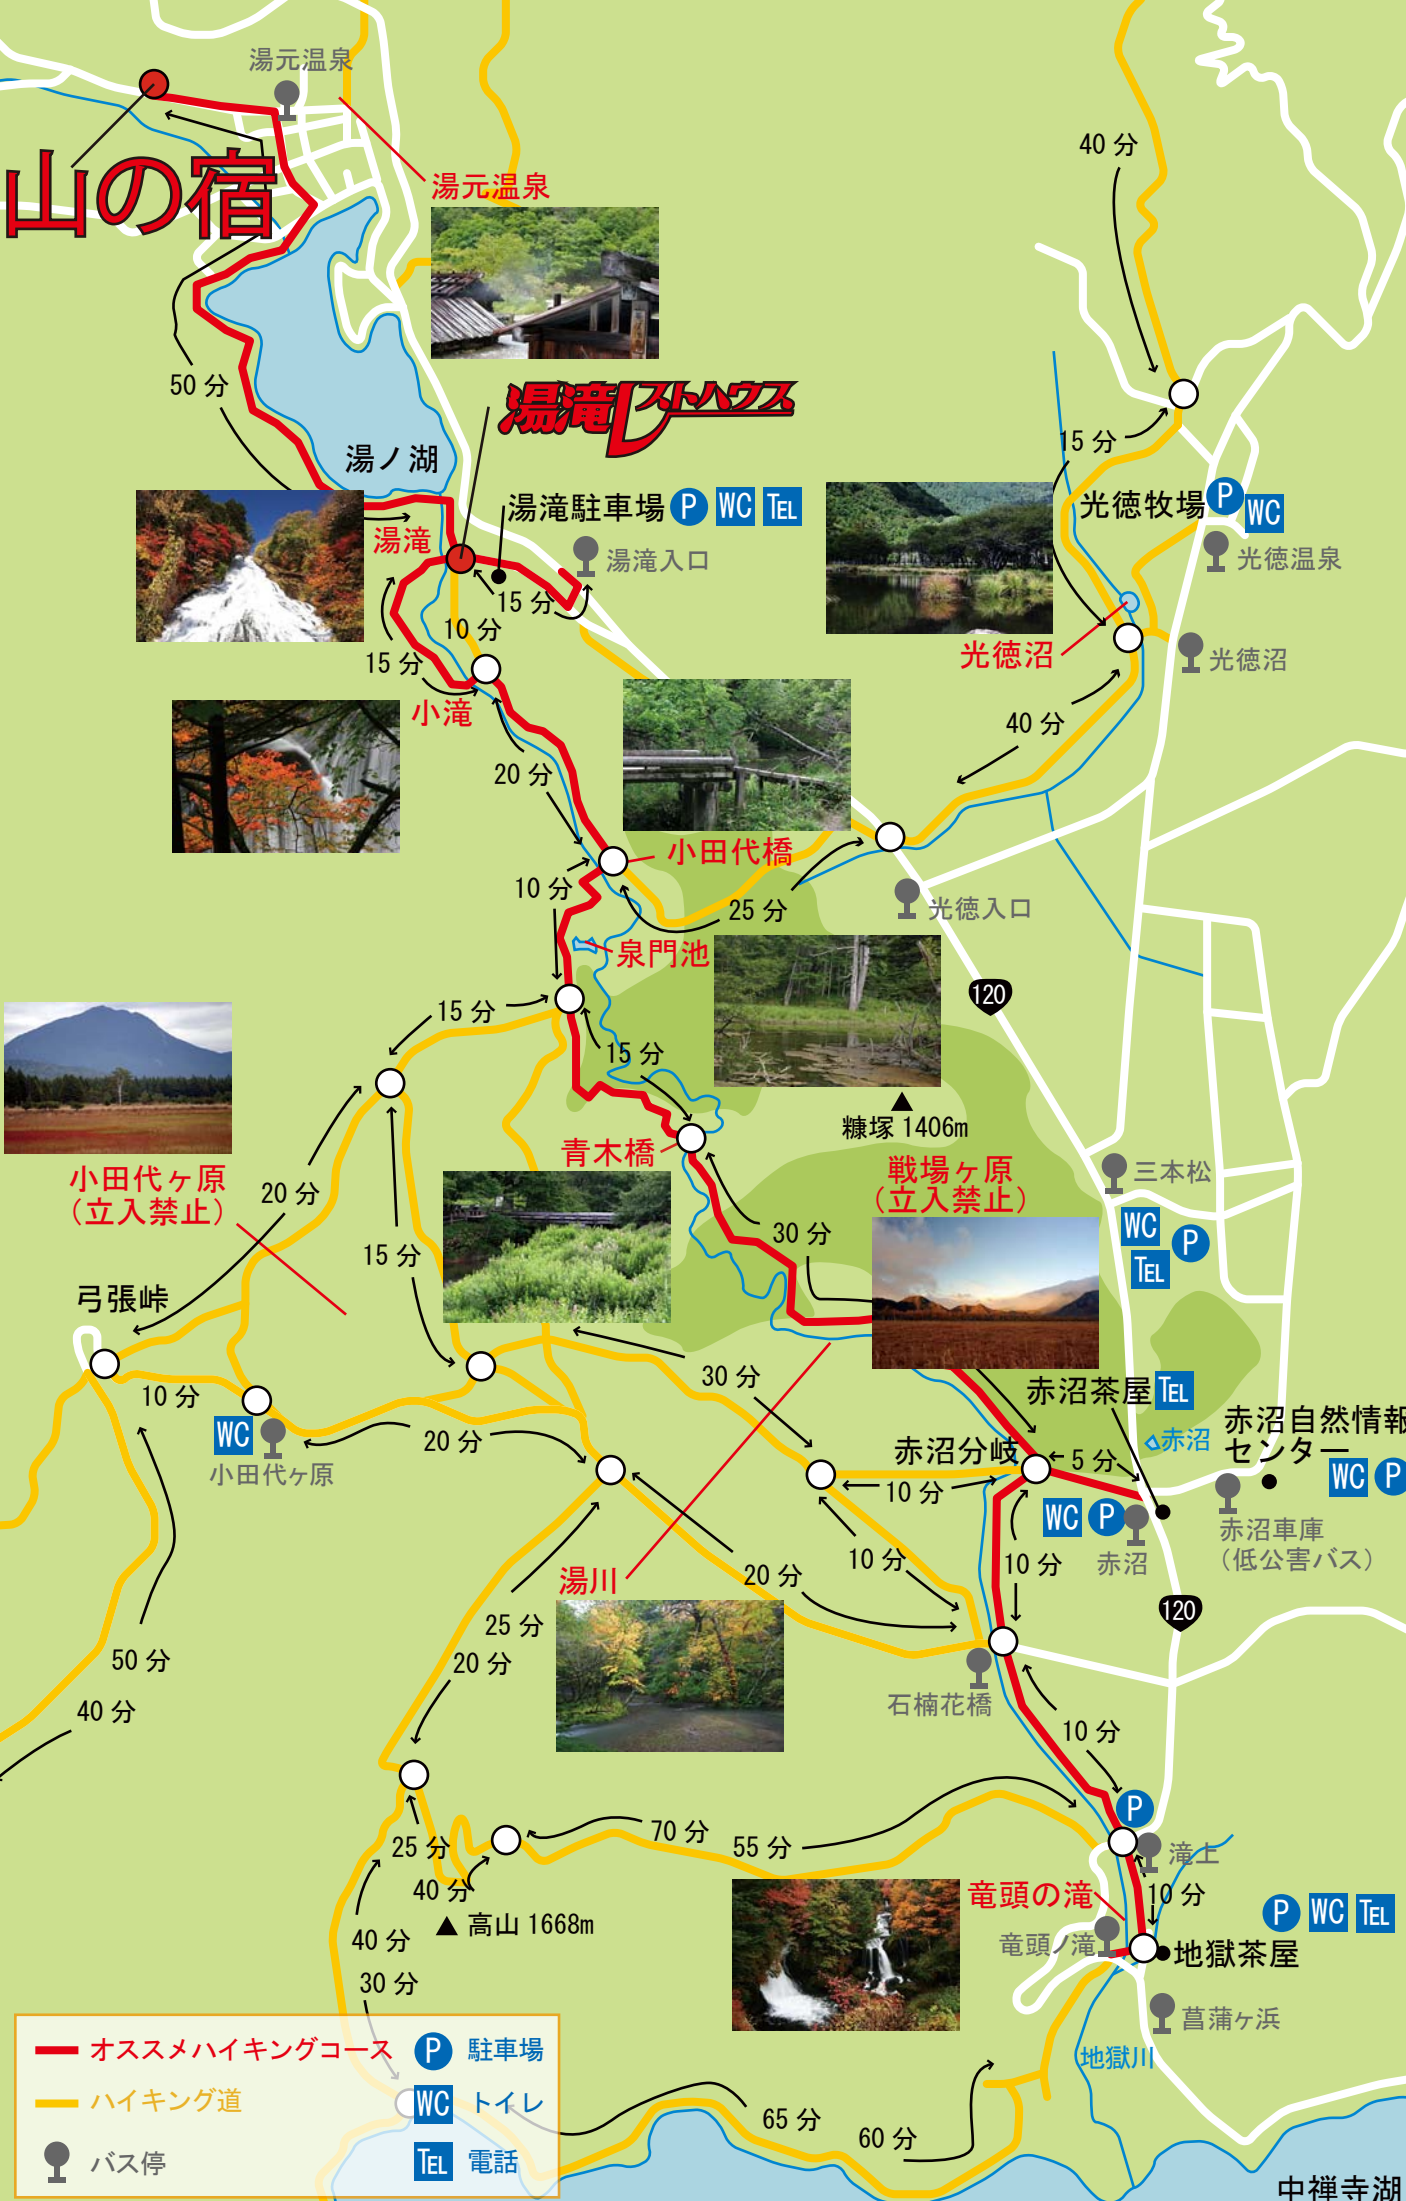 湯元温泉
40 分
山の宿
湯元温泉
50 分
湯滝レストハウス
湯ノ湖
15 分
湯滝駐車場 P WC TEL
光徳牧場 P WC
湯滝
湯滝入口
光徳温泉
15 分
10 分
光徳沼
光徳沼
15 分
小滝
40 分
20 分
小田代橋
10 分
25 分
光徳入口
泉門池
120
15 分
15 分
糠塚 1406m
青木橋
戦場ヶ原
(立入禁止)
三本松
小田代ヶ原
(立入禁止)
20 分
WC P
TEL
30 分
15 分
弓張峠
30 分
赤沼茶屋 TEL
10 分
赤沼自然情報
センター
赤沼
WC P
WC
20 分
赤沼分岐
5 分
小田代ヶ原
10 分
WC P
赤沼
赤沼車庫
(低公害バス)
10 分
10 分
湯川
20 分
120
25 分
50 分
20 分
石楠花橋
40 分
10 分
P
70 分
55 分
25 分
滝上
40 分
竜頭の滝
10 分
高山 1668m
P WC TEL
40 分
竜頭ノ滝
地獄茶屋
30 分
菖蒲ヶ浜
地獄川
オススメハイキングコース
P 駐車場
ハイキング道
WC トイレ
バス停
TEL 電話
65 分
60 分
中禅寺湖